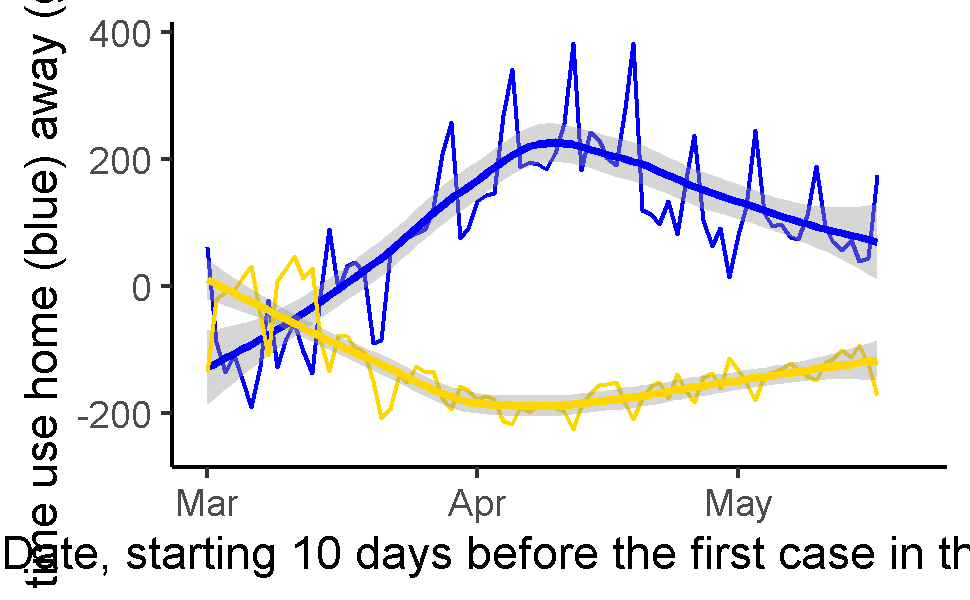 time use home (blue) away (
400
200
0
-200
Mar Apr May
Date, starting 10 days before the first case in th